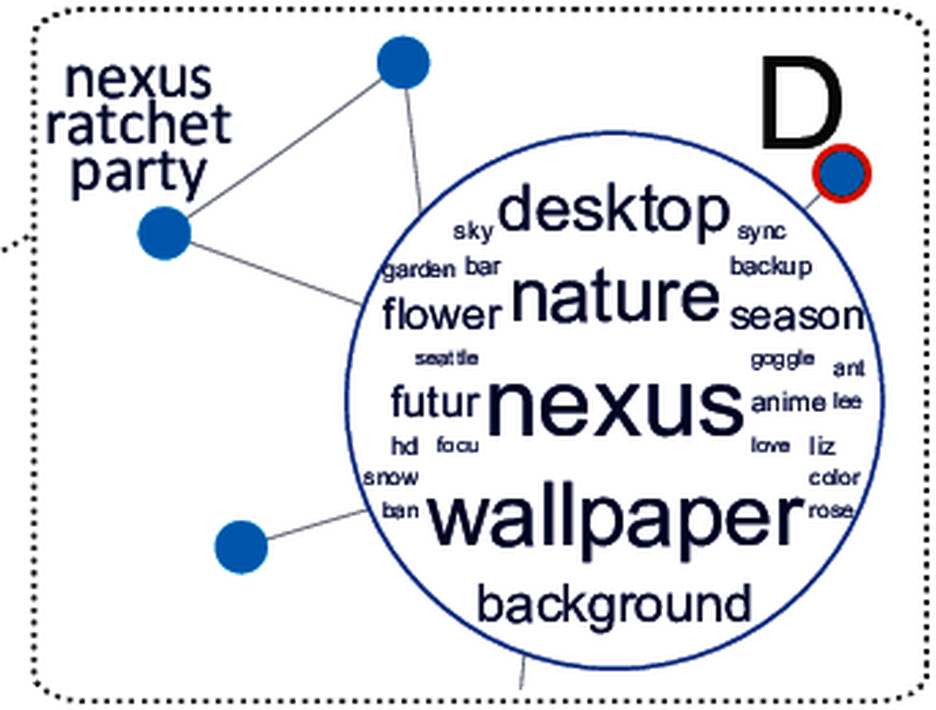 nexus
ratchet
party
D
desktop
sky sync
garden bar backup
nature
flower season
seattle goggle ant
futur nexus anime lee
hd focu love liz
snow color
ban wallpaper rose
background